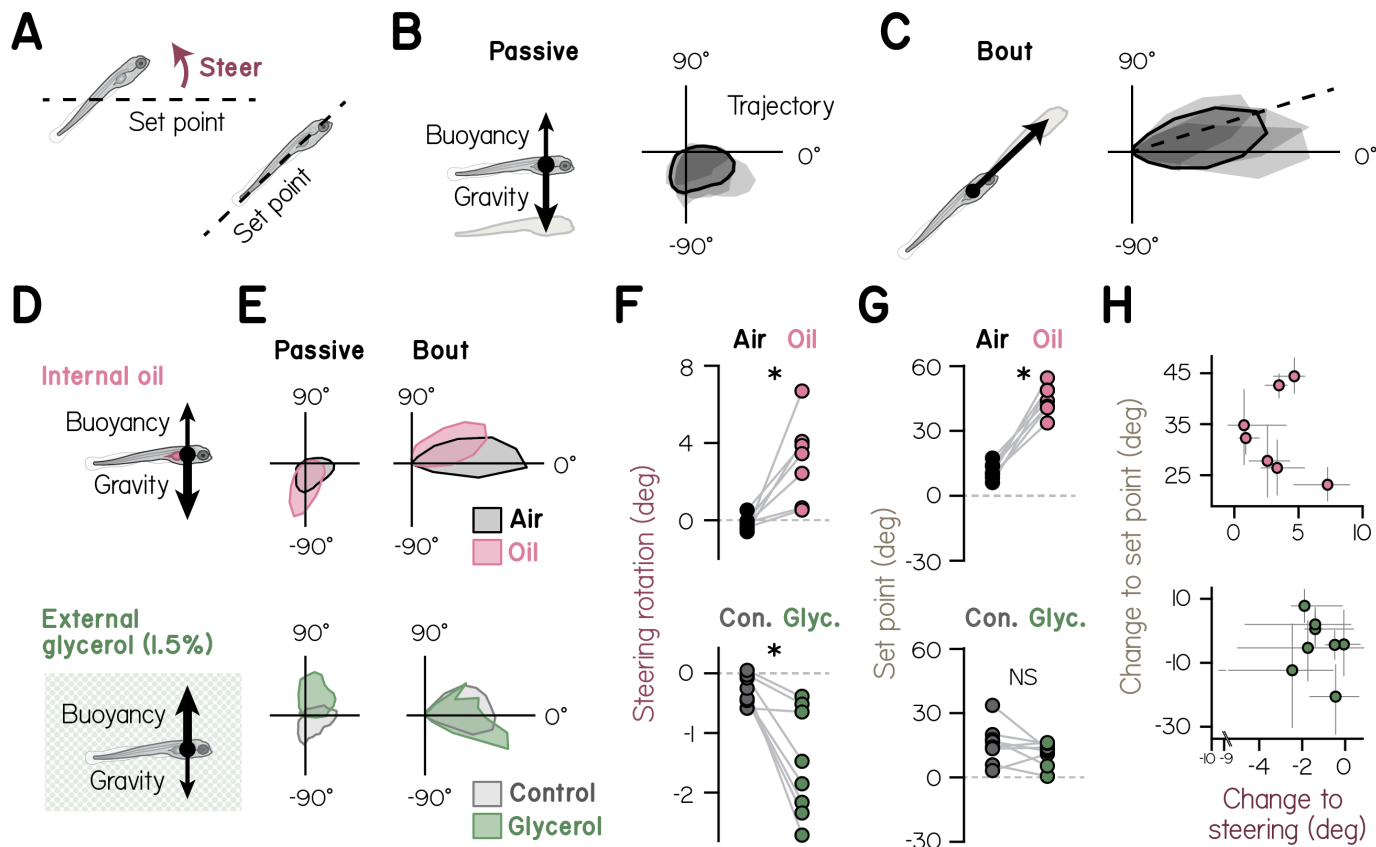 A
Steer
Set point
Set point
B
Passive
90°
Trajectory
Buoyancy
0°
Gravity
-90°
C
Bout
90°
0°
-90°
D
Internal oil
Buoyancy
Gravity
External
glycerol (1.5%)
Buoyancy
Gravity
E
Passive
Bout
90°
90°
0°
-90°
-90°
Air
Oil
90°
90°
0°
-90°
-90°
Control
Glycerol
F
Steering rotation (deg)
Air Oil
8
*
4
0
Con. Glyc.
*
0
-1
-2
G
Set point (deg)
Air Oil
60
*
30
0
-30
Con. Glyc.
60
NS
30
0
-30
H
Change to set point (deg)
45
35
25
0 5 10
10
-10
-30
-10 -9 -4 -2 0
Change to
steering (deg)